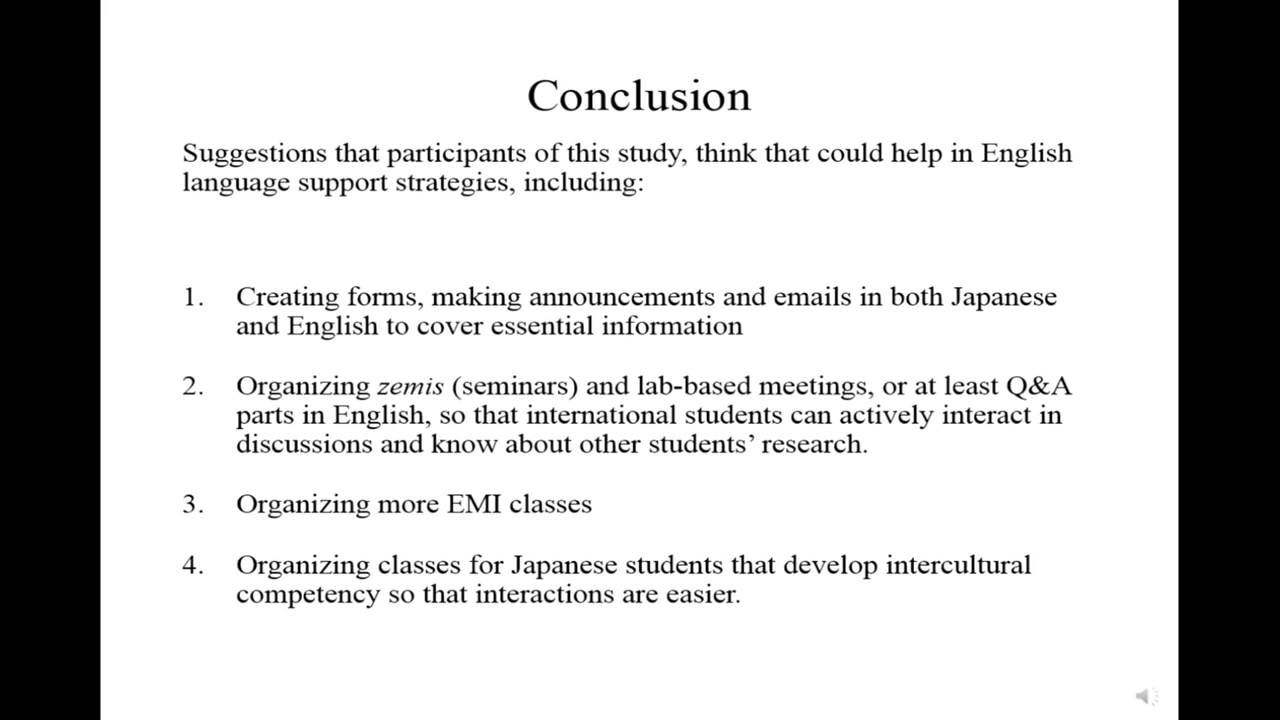 Conclusion
Suggestions that participants of this study, think that could help in English
language support strategies, including:
1. Creating forms, making announcements and emails in both Japanese
and English to cover essential information
2. Organizing zemis (seminars) and lab-based meetings, or at least Q&A
parts in English, so that international students can actively interact in
discussions and know about other students’ research.
3. Organizing more EMI classes
4. Organizing classes for Japanese students that develop intercultural
competency so that interactions are easier.